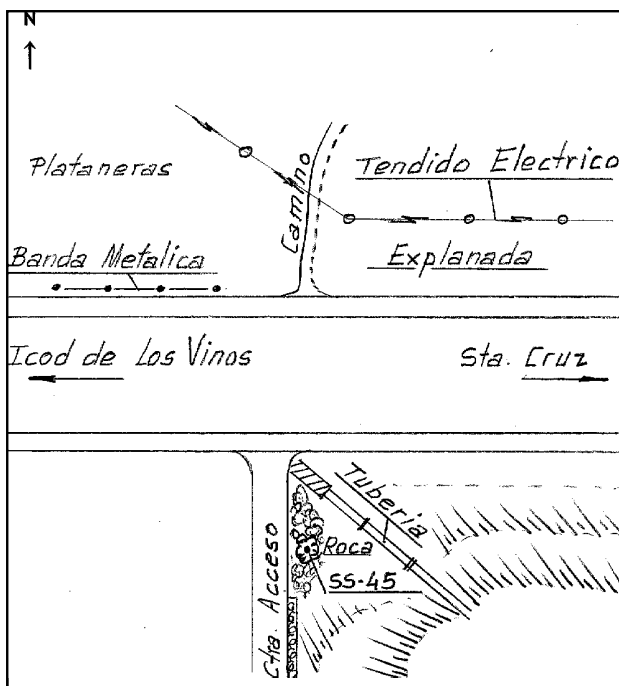 N
Plataneras
Camino
Tendido Electrico
Banda Metalica
Explanada
Icod de Los Vinos
Sta. Cruz
Tuberia
Roca
SS-45
Ctra. Acceso